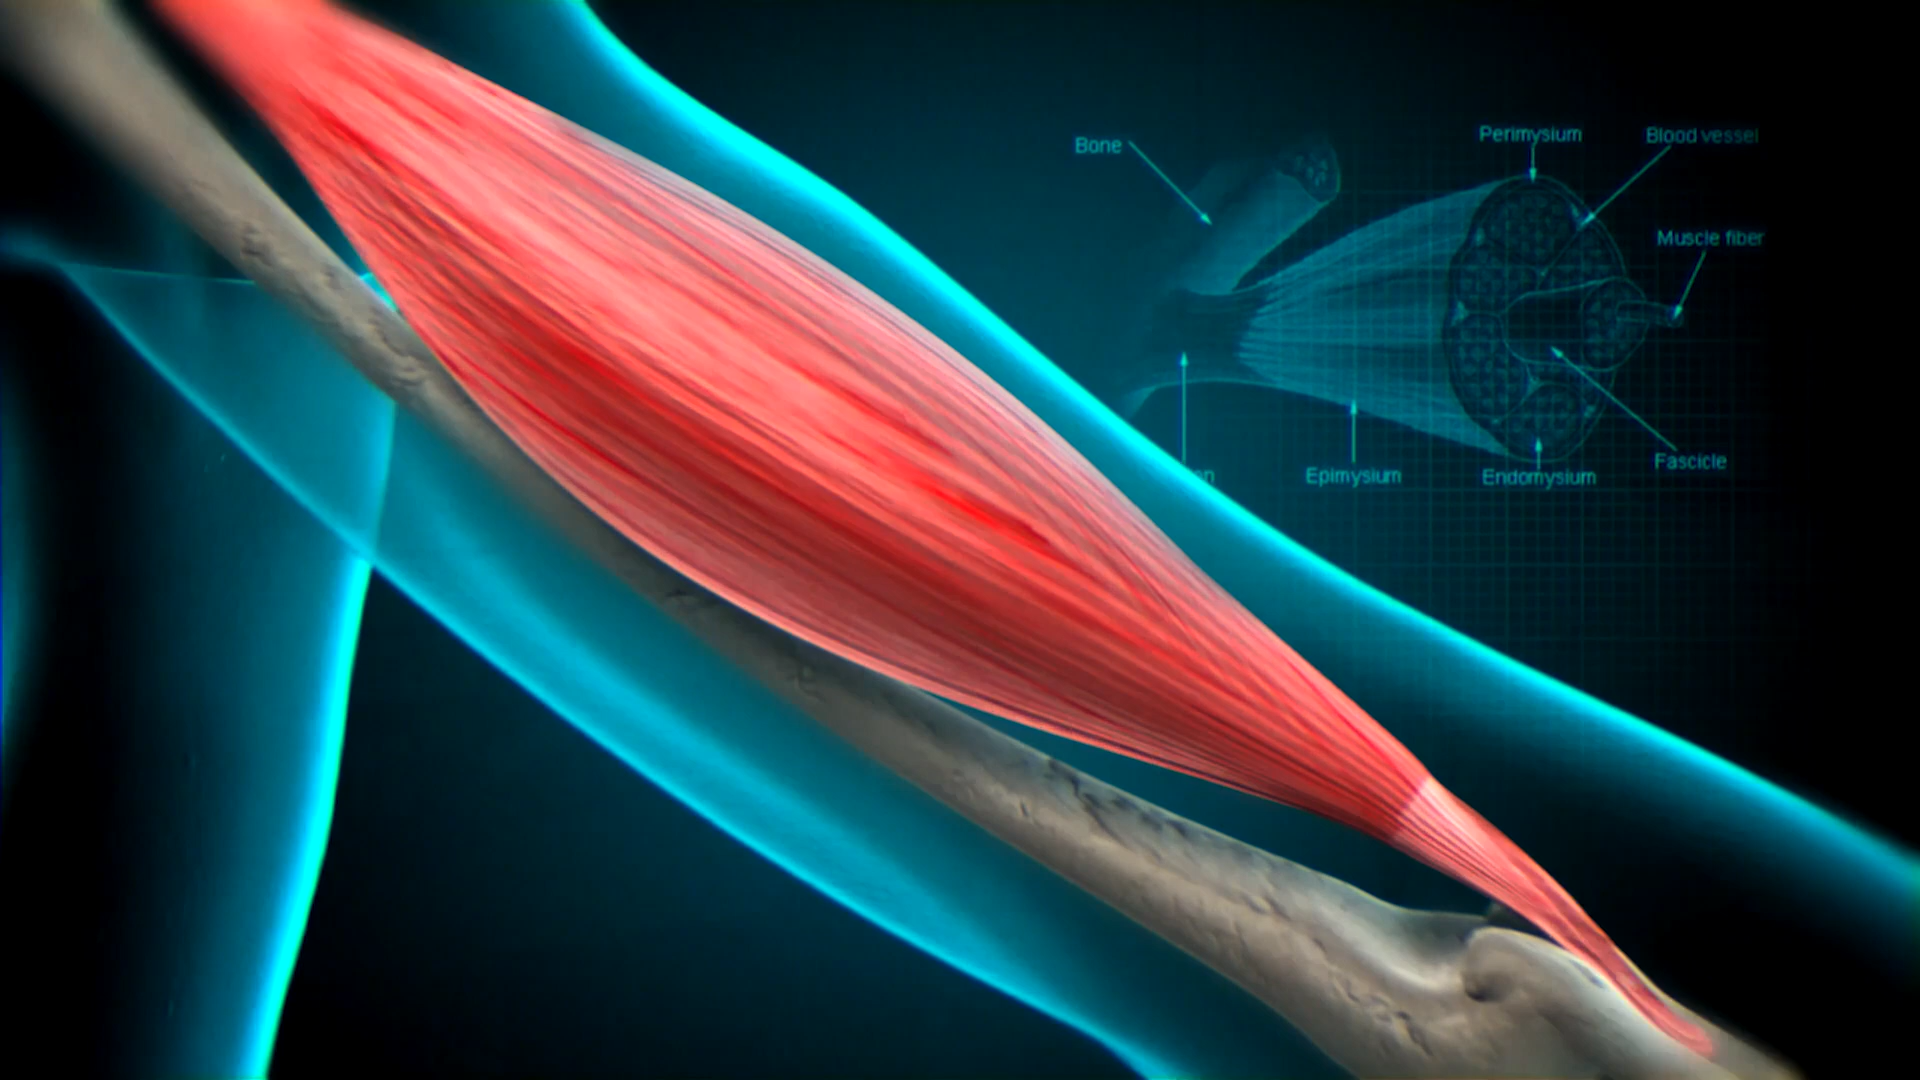 Bone
Perimysium
Blood vessel
Muscle fiber
Fascicle
Epimysium
Endomysium